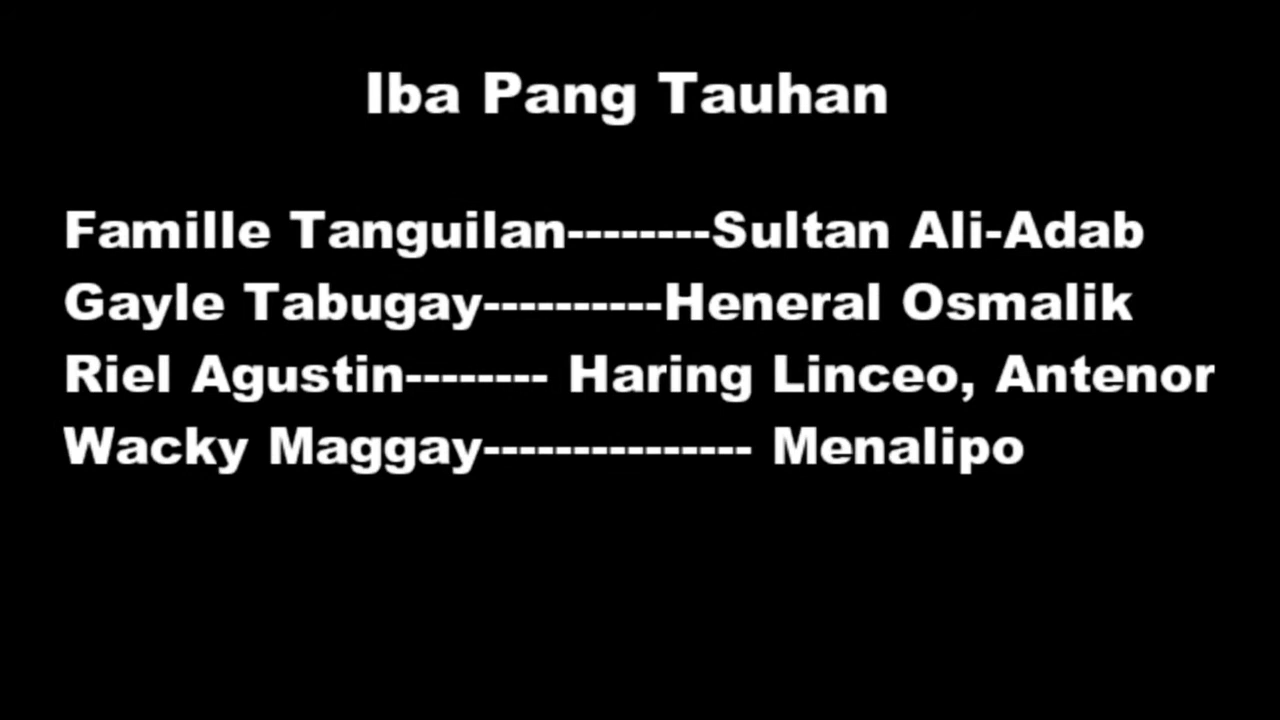 Iba Pang Tauhan
Famille Tanguilan--------Sultan Ali-Adab
Gayle Tabugay----------Heneral Osmalik
Riel Agustin-------- Haring Linceo, Antenor
Wacky Maggay--------------- Menalipo